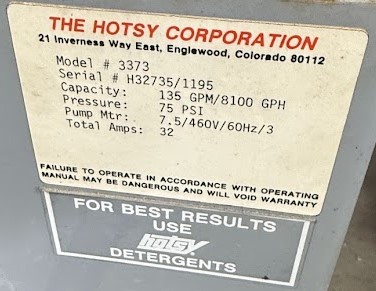 THE HOTSY CORPORATION
21 Inverness Way East, Englewood, Colorado 80112
Model # 3373
Serial # H32735/1195
Capacity: 135 GPM/8100 GPH
Pressure: 75 PSI
Pump Mtr: 7.5/460V/60Hz/3
Total Amps: 32
FAILURE TO OPERATE IN ACCORDANCE WITH OPERATING
MANUAL MAY BE DANGEROUS AND WILL VOID WARRANTY
FOR BEST RESULTS
USE
hotsy
DETERGENTS